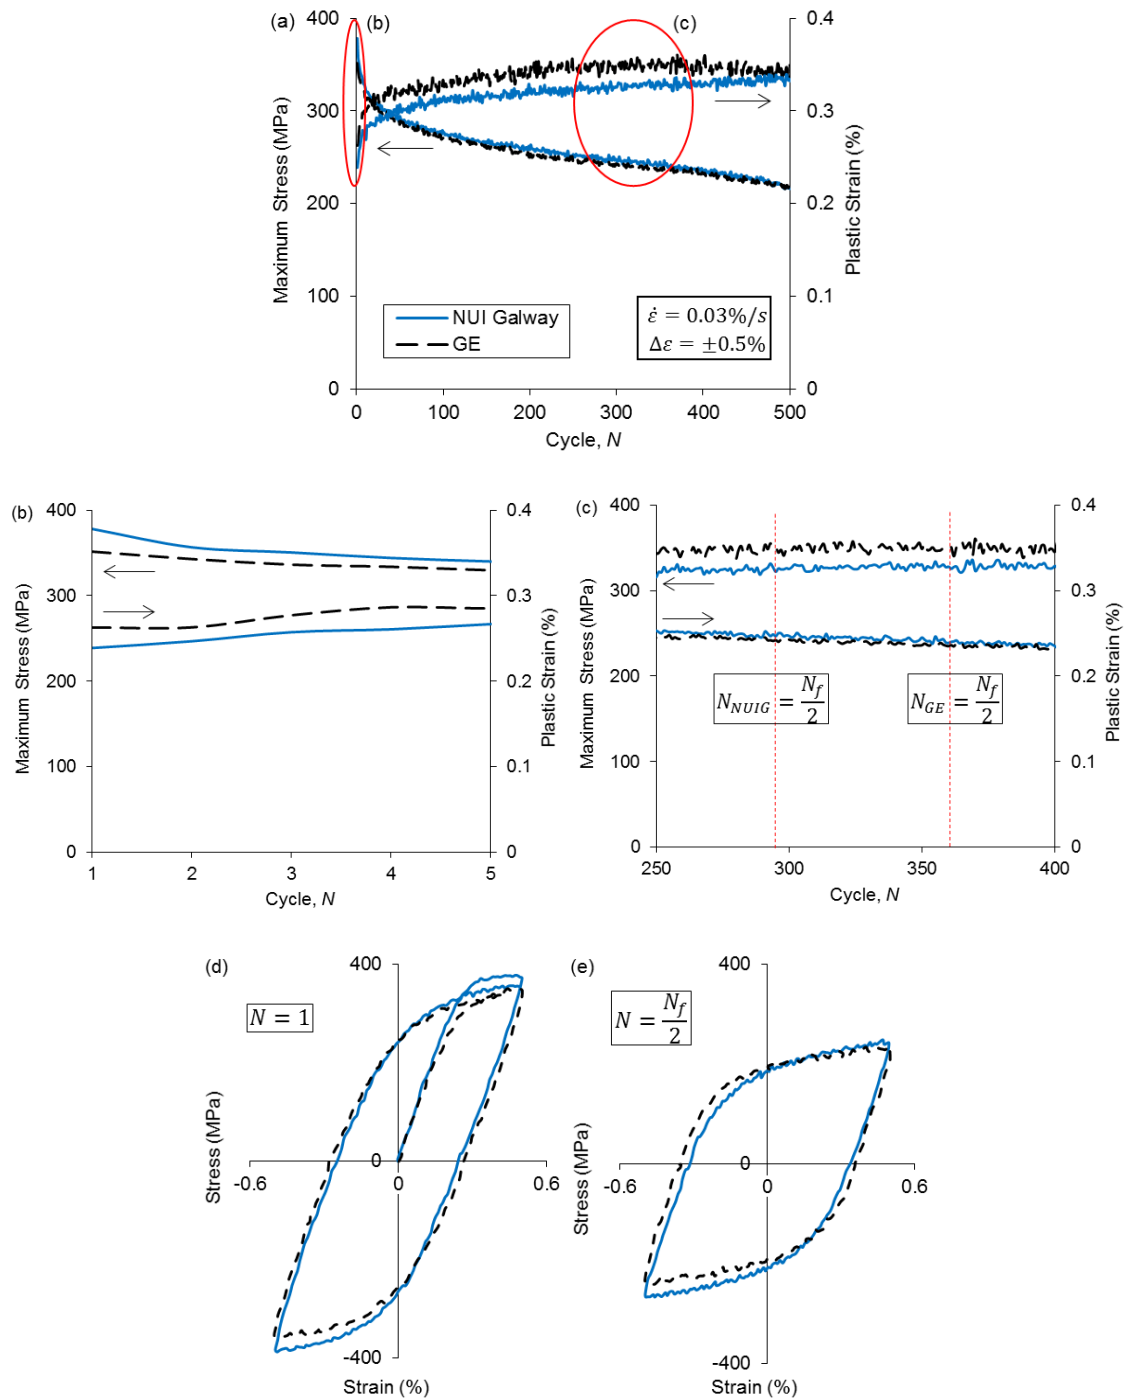 (a)
(b)
(c)
400
300
200
100
0
Maximum Stress (MPa)
0.4
0.3
0.2
0.1
0
Plastic Strain (%)
NUI Galway
GE
ε̇ = 0.03%/s
Δε = ±0.5%
0 100 200 300 400 500
Cycle, N
(b)
400
300
200
100
0
Maximum Stress (MPa)
0.4
0.3
0.2
0.1
0
Plastic Strain (%)
1 2 3 4 5
Cycle, N
(c)
400
300
200
100
0
Maximum Stress (MPa)
0.4
0.3
0.2
0.1
0
Plastic Strain (%)
N_NUIG = N_f/2
N_GE = N_f/2
250 300 350 400
Cycle, N
(d)
400
N = 1
Stress (MPa)
0
-0.6 0 0.6
-400
Strain (%)
(e)
400
N = N_f/2
Stress (MPa)
0
-0.6 0 0.6
-400
Strain (%)